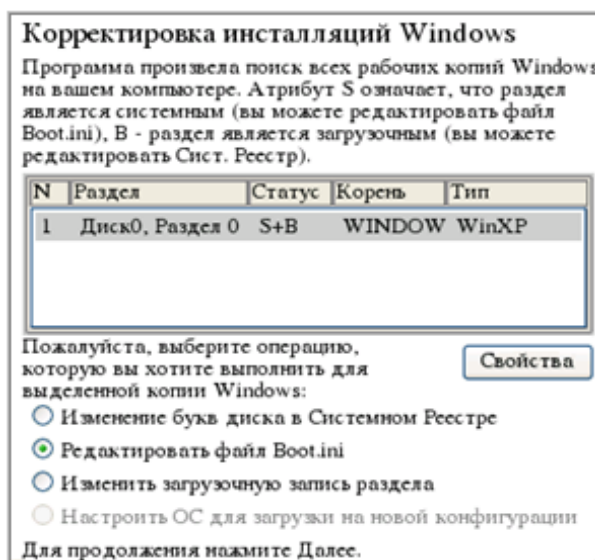 Корректировка инсталляций Windows
Программа произвела поиск всех рабочих копий Windows
на вашем компьютере. Атрибут S означает, что раздел
является системным (вы можете редактировать файл
Boot.ini), B - раздел является загрузочным (вы можете
редактировать Сист. Реестр).
N Раздел Статус Корень Тип
1 Диск0, Раздел 0 S+B WINDOW WinXP
Пожалуйста, выберите операцию,
которую вы хотите выполнить для
выделенной копии Windows:
Свойства
Изменение букв диска в Системном Реестре
Редактировать файл Boot.ini
Изменить загрузочную запись раздела
Настроить ОС для загрузки на новой конфигурации
Для продолжения нажмите Далее.